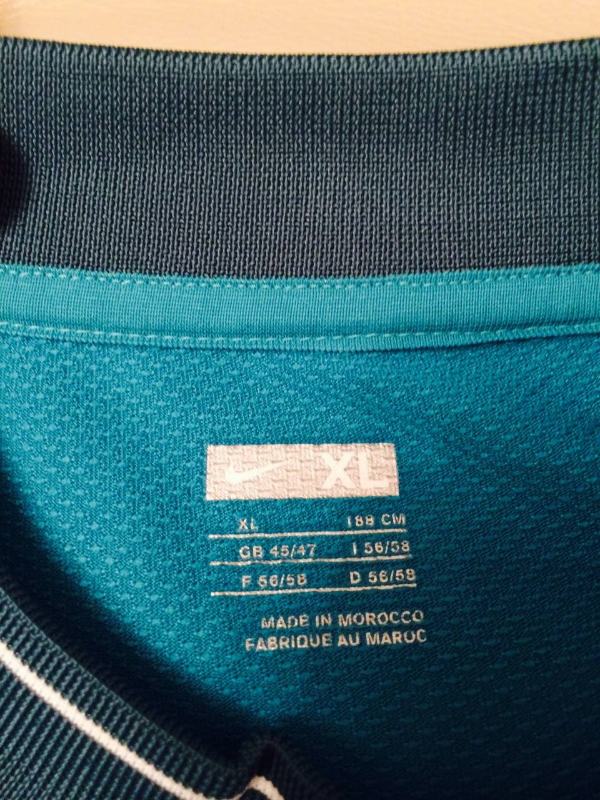 XL
XL 188 CM
GB 45/47 I 56/58
F 56/58 D 56/58
MADE IN MOROCCO
FABRIQUE AU MAROC